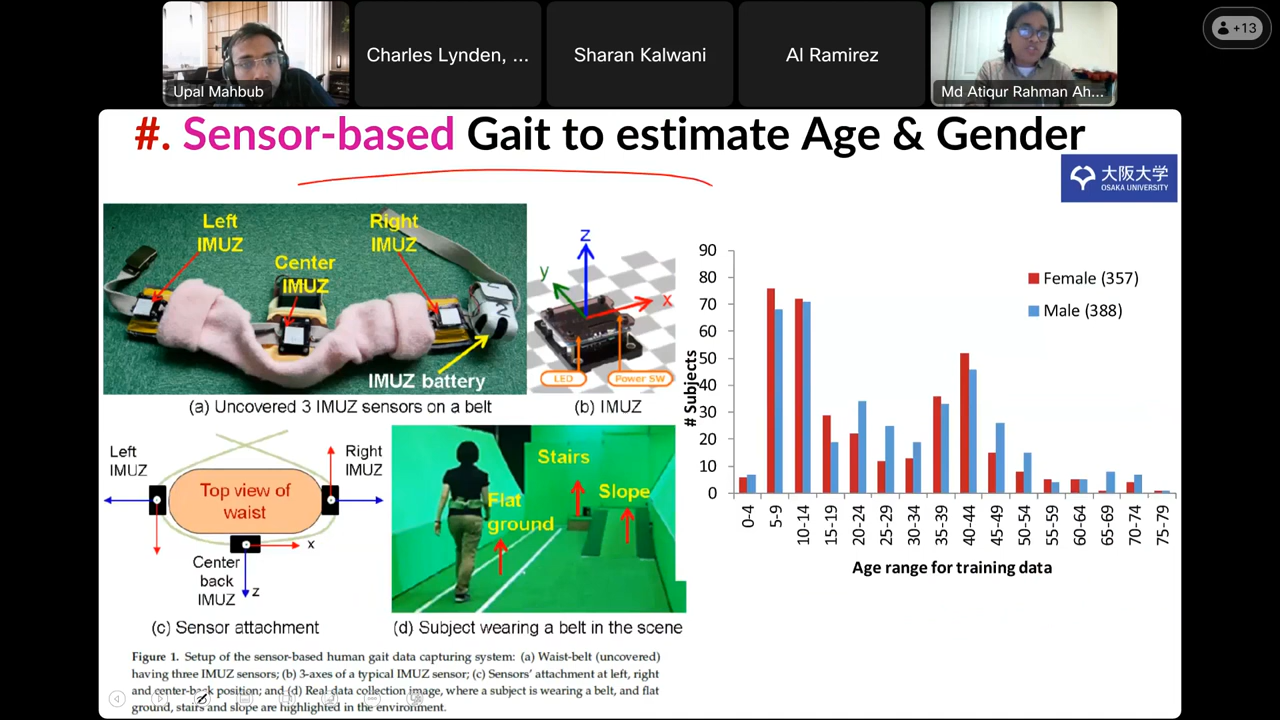 Upal Mahbub
Charles Lynden, ...
Sharan Kalwani
Al Ramirez
Md Atiqur Rahman Ah...
+13
#. Sensor-based Gait to estimate Age & Gender
大阪大学
OSAKA UNIVERSITY
Left
IMUZ
Center
IMUZ
Right
IMUZ
IMUZ battery
(a) Uncovered 3 IMUZ sensors on a belt
z
y
x
LED
Power SW
(b) IMUZ
Left
IMUZ
Right
IMUZ
Top view of
waist
x
Center
back
IMUZ
z
(c) Sensor attachment
Stairs
Flat
ground
Slope
(d) Subject wearing a belt in the scene
Figure 1. Setup of the sensor-based human gait data capturing system: (a) Waist-belt (uncovered)
having three IMUZ sensors; (b) 3-axes of a typical IMUZ sensor; (c) Sensors' attachment at left, right
and center-back position; and (d) Real data collection image, where a subject is wearing a belt, and flat
ground, stairs and slope are highlighted in the environment.
# Subjects
90
80
70
60
50
40
30
20
10
0
Female (357)
Male (388)
0-4
5-9
10-14
15-19
20-24
25-29
30-34
35-39
40-44
45-49
50-54
55-59
60-64
65-69
70-74
75-79
Age range for training data